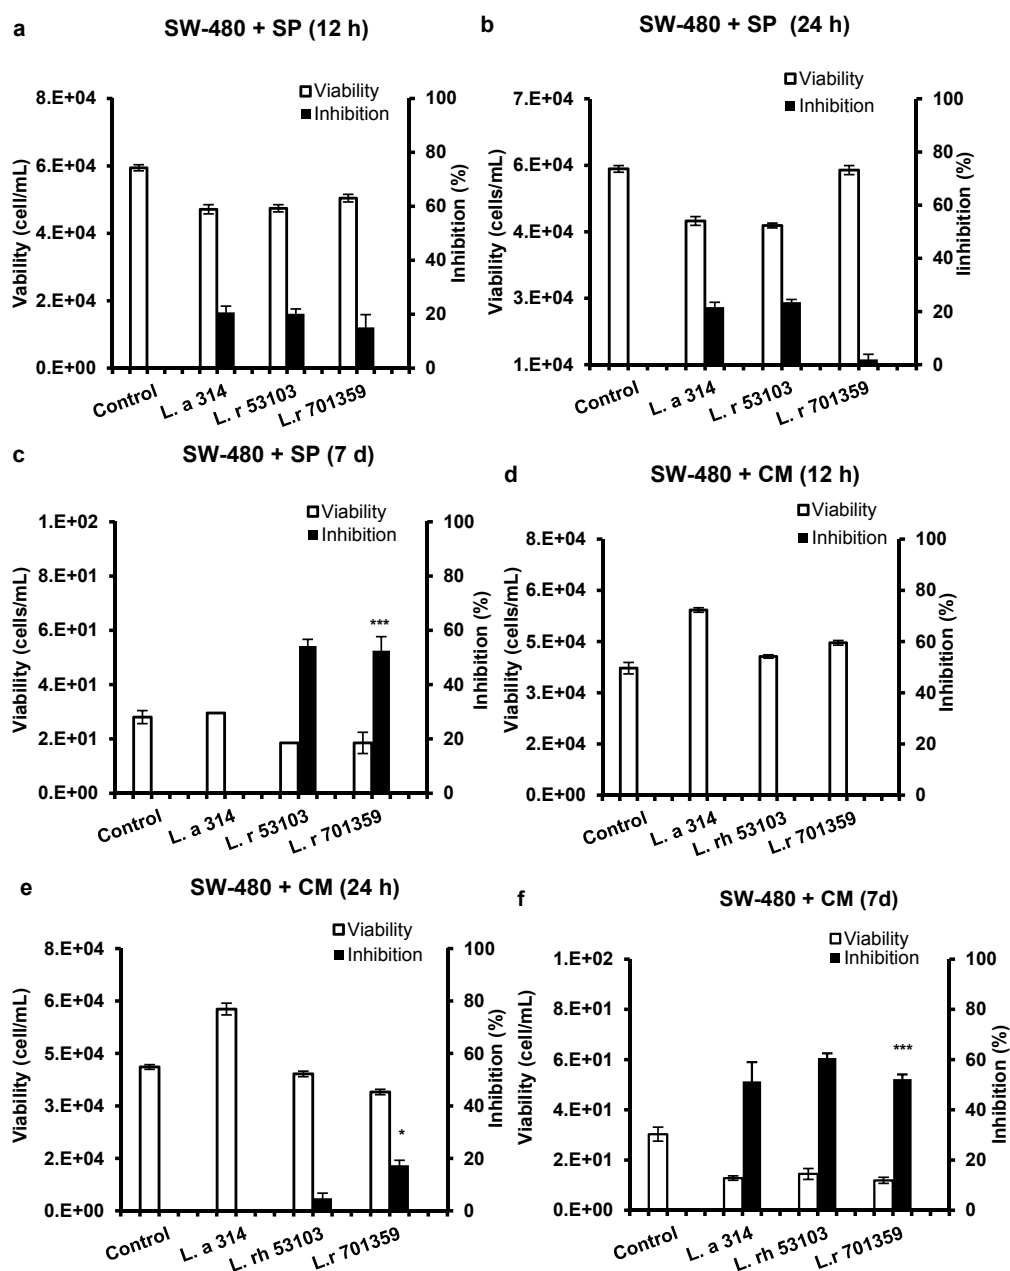 a
SW-480 + SP (12 h)
Viability
Inhibition
Vability (cell/mL)
8.E+04
6.E+04
4.E+04
2.E+04
0.E+00
100
80
60
40
20
0
Inhibition (%)
Control
L. a 314
L. r 53103
L.r 701359
b
SW-480 + SP (24 h)
Viability
Inhibition
Viability (cells/mL)
7.E+04
6.E+04
4.E+04
3.E+04
1.E+04
100
80
60
40
20
0
Iinhibition (%)
Control
L. a 314
L. r 53103
L.r 701359
c
SW-480 + SP (7 d)
Viability
Inhibition
Viability (cells/mL)
1.E+02
8.E+01
6.E+01
4.E+01
2.E+01
0.E+00
***
100
80
60
40
20
0
Inhibition (%)
Control
L. a 314
L. r 53103
L.r 701359
d
SW-480 + CM (12 h)
Viability
Inhibition
Viability (cells/mL)
8.E+04
6.E+04
5.E+04
3.E+04
2.E+04
0.E+00
100
80
60
40
20
0
Inhibition (%)
Control
L. a 314
L. rh 53103
L.r 701359
e
SW-480 + CM (24 h)
Viability
Inhibition
Viability (cell/mL)
8.E+04
6.E+04
5.E+04
3.E+04
2.E+04
0.E+00
*
100
80
60
40
20
0
Inhibition (%)
Control
L. a 314
L. rh 53103
L.r 701359
f
SW-480 + CM (7d)
Viability
Inhibition
Viability (cells/mL)
1.E+02
8.E+01
6.E+01
4.E+01
2.E+01
0.E+00
***
100
80
60
40
20
0
Inhibition (%)
Control
L. a 314
L. rh 53103
L.r 701359